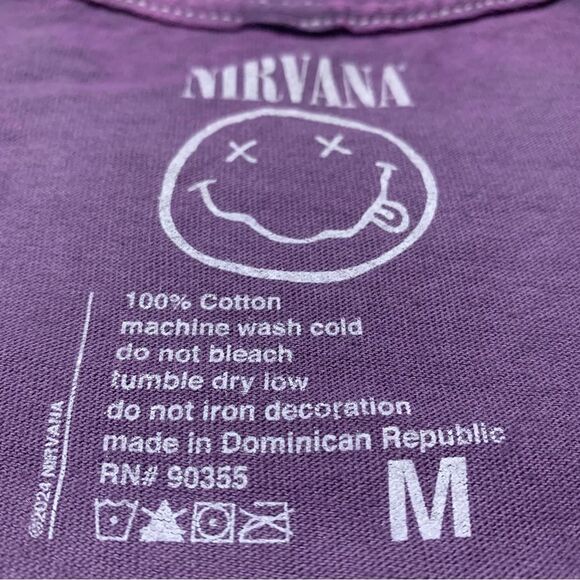 NIRVANA
100% Cotton
machine wash cold
do not bleach
tumble dry low
do not iron decoration
made in Dominican Republic
RN# 90355
M
©2024 NIRVANA